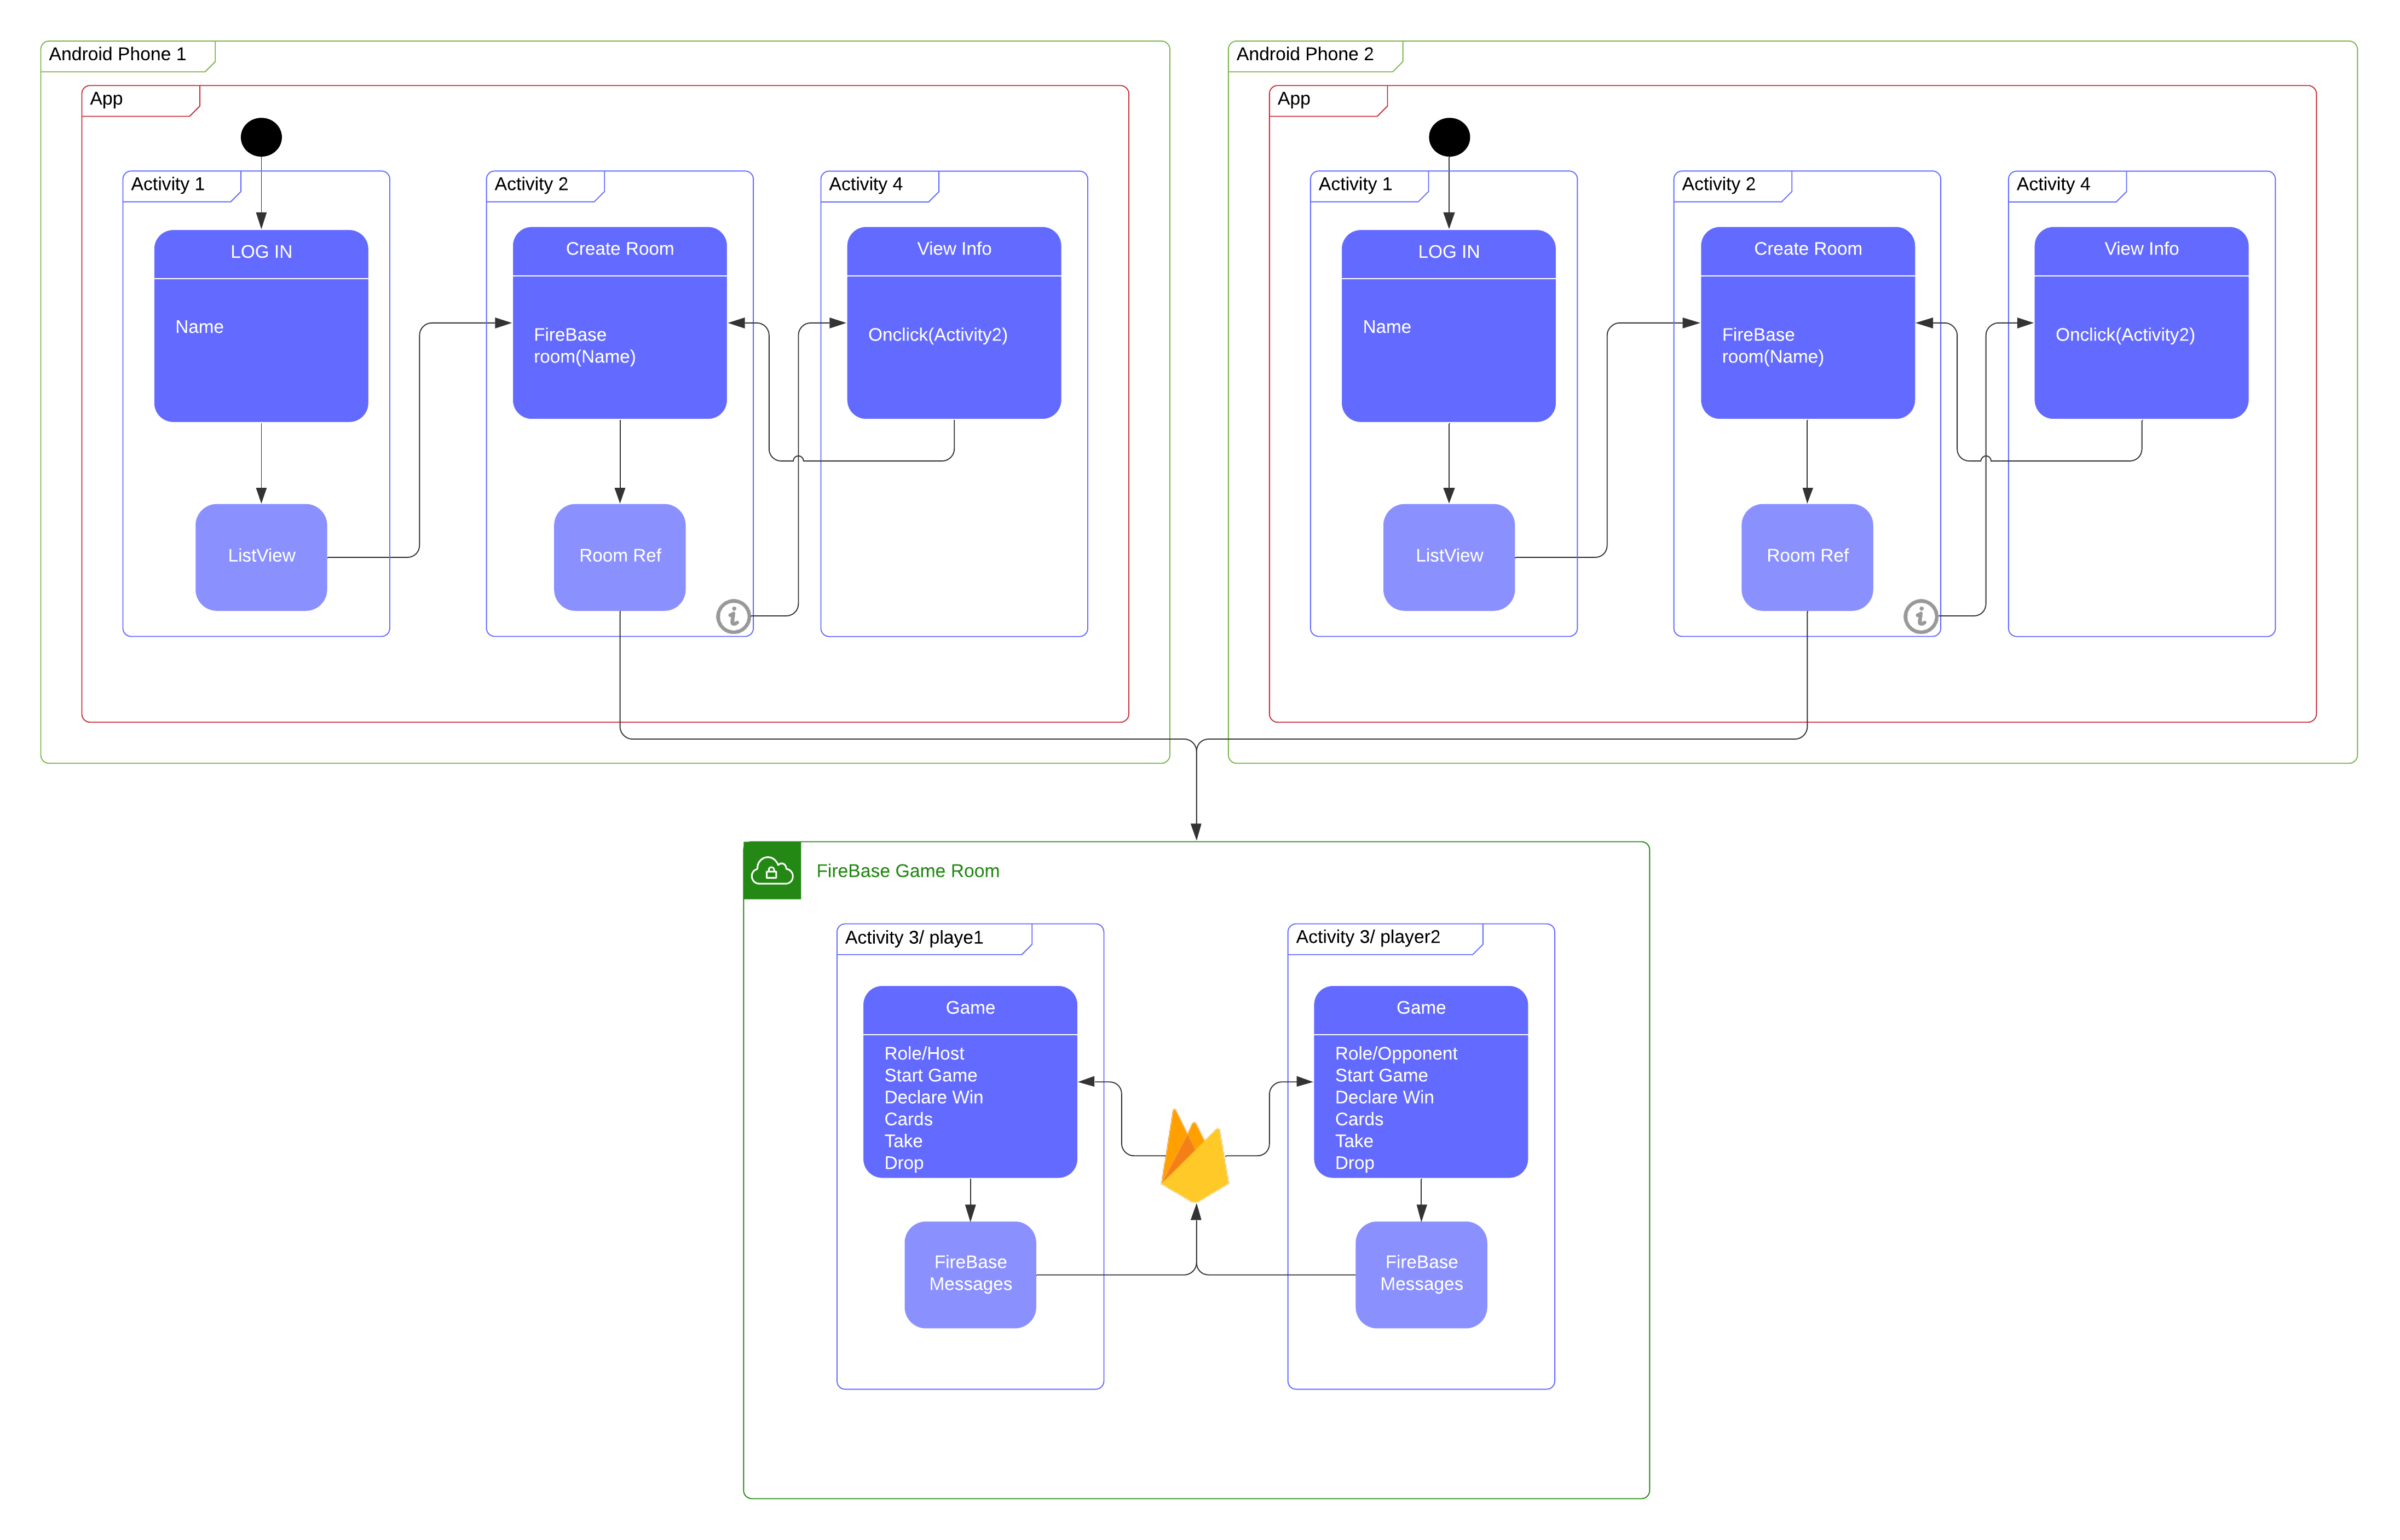 Android Phone 1
App
Activity 1
LOG IN
Name
ListView
Activity 2
Create Room
FireBase
room(Name)
Room Ref
i
Activity 4
View Info
Onclick(Activity2)
Android Phone 2
App
Activity 1
LOG IN
Name
ListView
Activity 2
Create Room
FireBase
room(Name)
Room Ref
i
Activity 4
View Info
Onclick(Activity2)
FireBase Game Room
Activity 3/ playe1
Game
Role/Host
Start Game
Declare Win
Cards
Take
Drop
FireBase
Messages
Activity 3/ player2
Game
Role/Opponent
Start Game
Declare Win
Cards
Take
Drop
FireBase
Messages